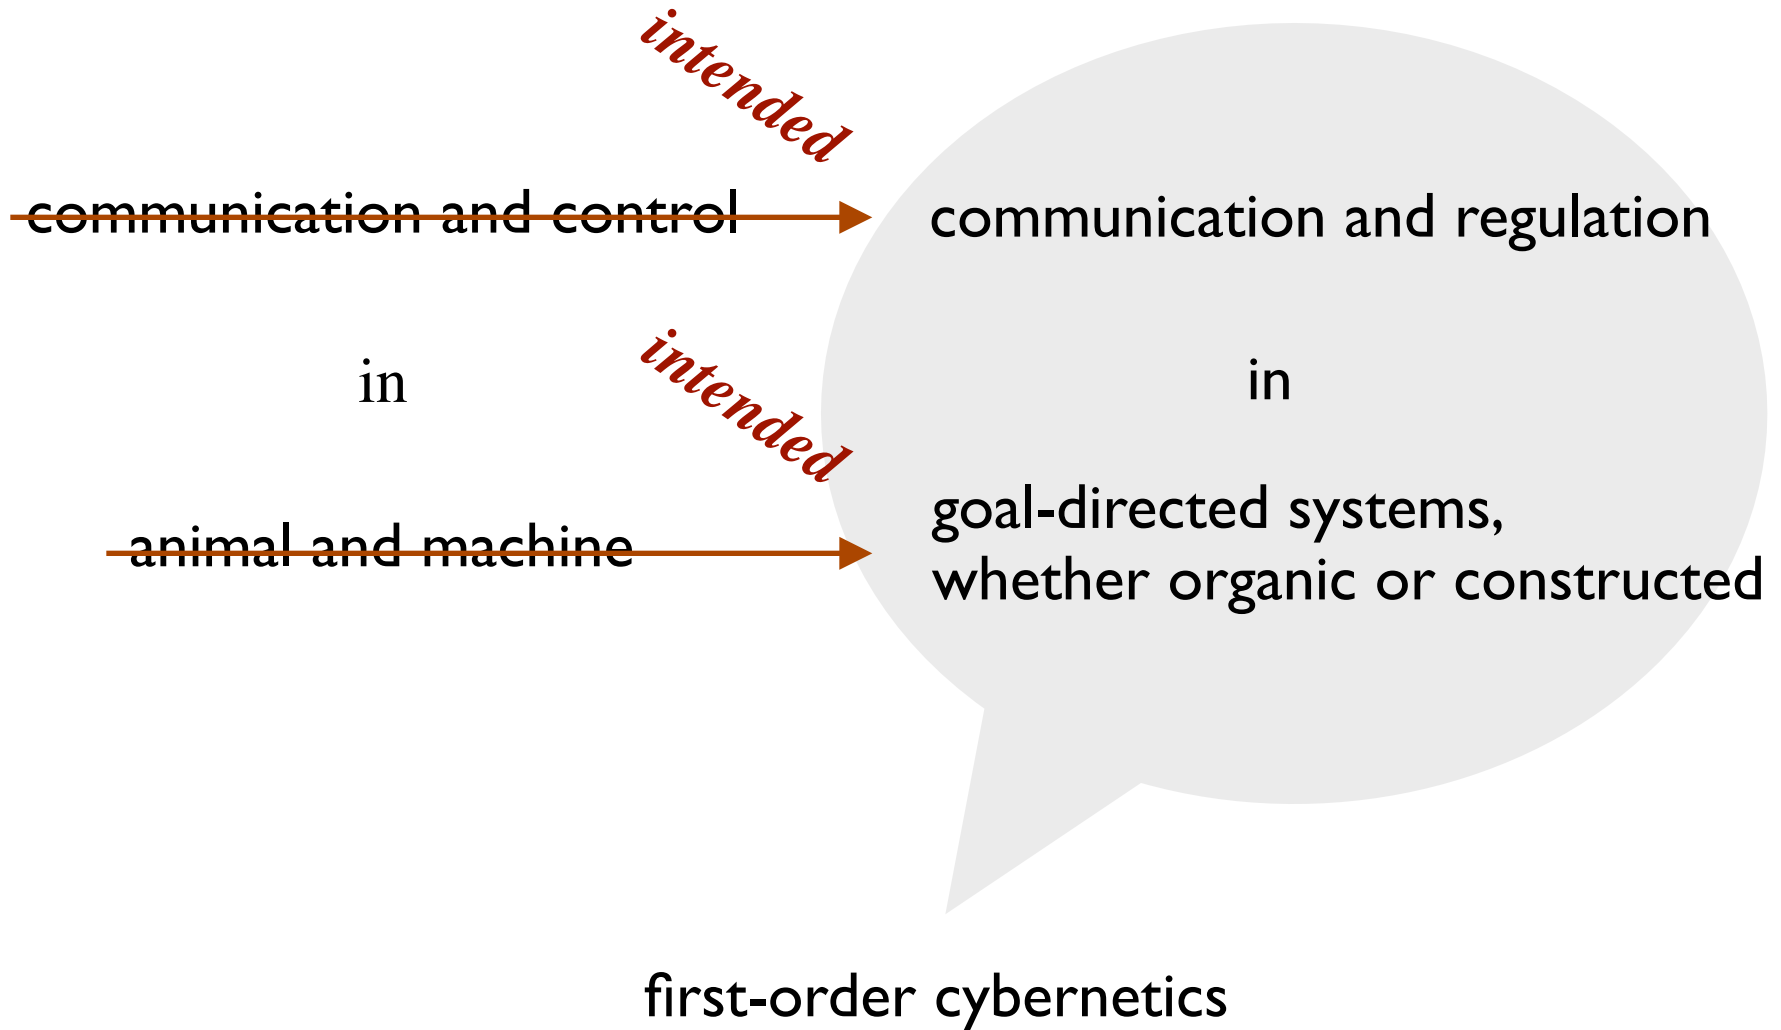 intended
communication and control
communication and regulation
in
intended
in
animal and machine
goal-directed systems,
whether organic or constructed
first-order cybernetics